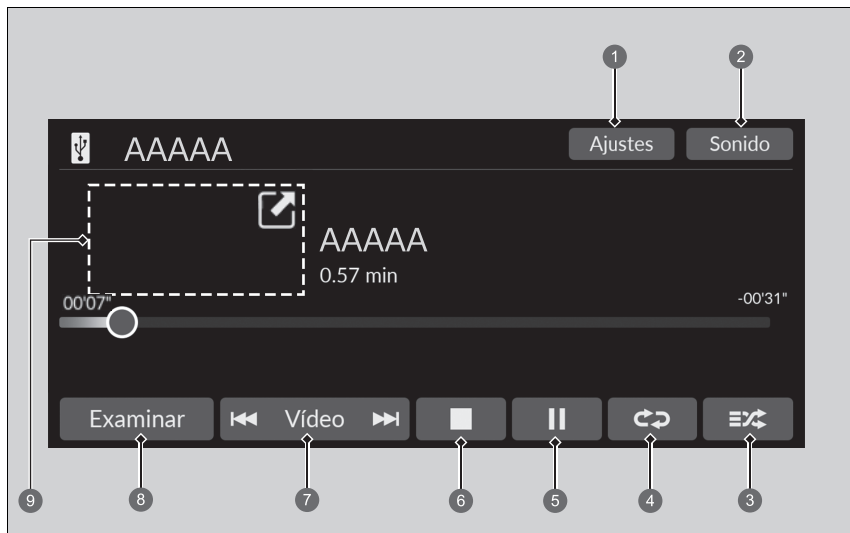 1 2
AAAAA Ajustes Sonido
AAAAA
0.57 min
00'07" -00'31"
Examinar Vídeo
9 8 7 6 5 4 3